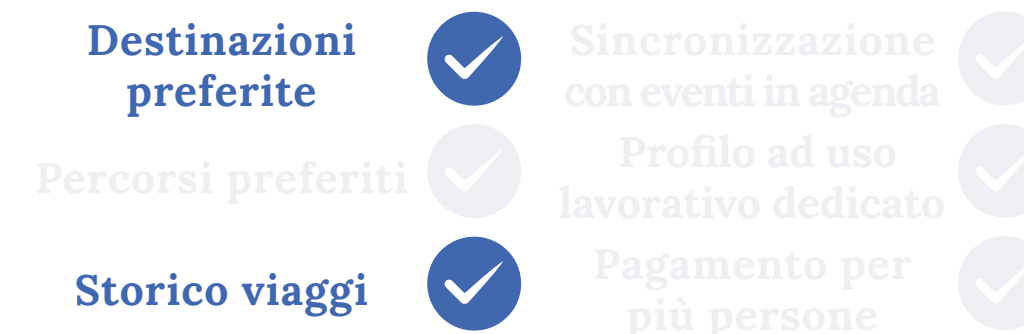 Destinazioni
preferite
Percorsi preferiti
Storico viaggi
Sincronizzazione
con eventi in agenda
Profilo ad uso
lavorativo dedicato
Pagamento per
più persone